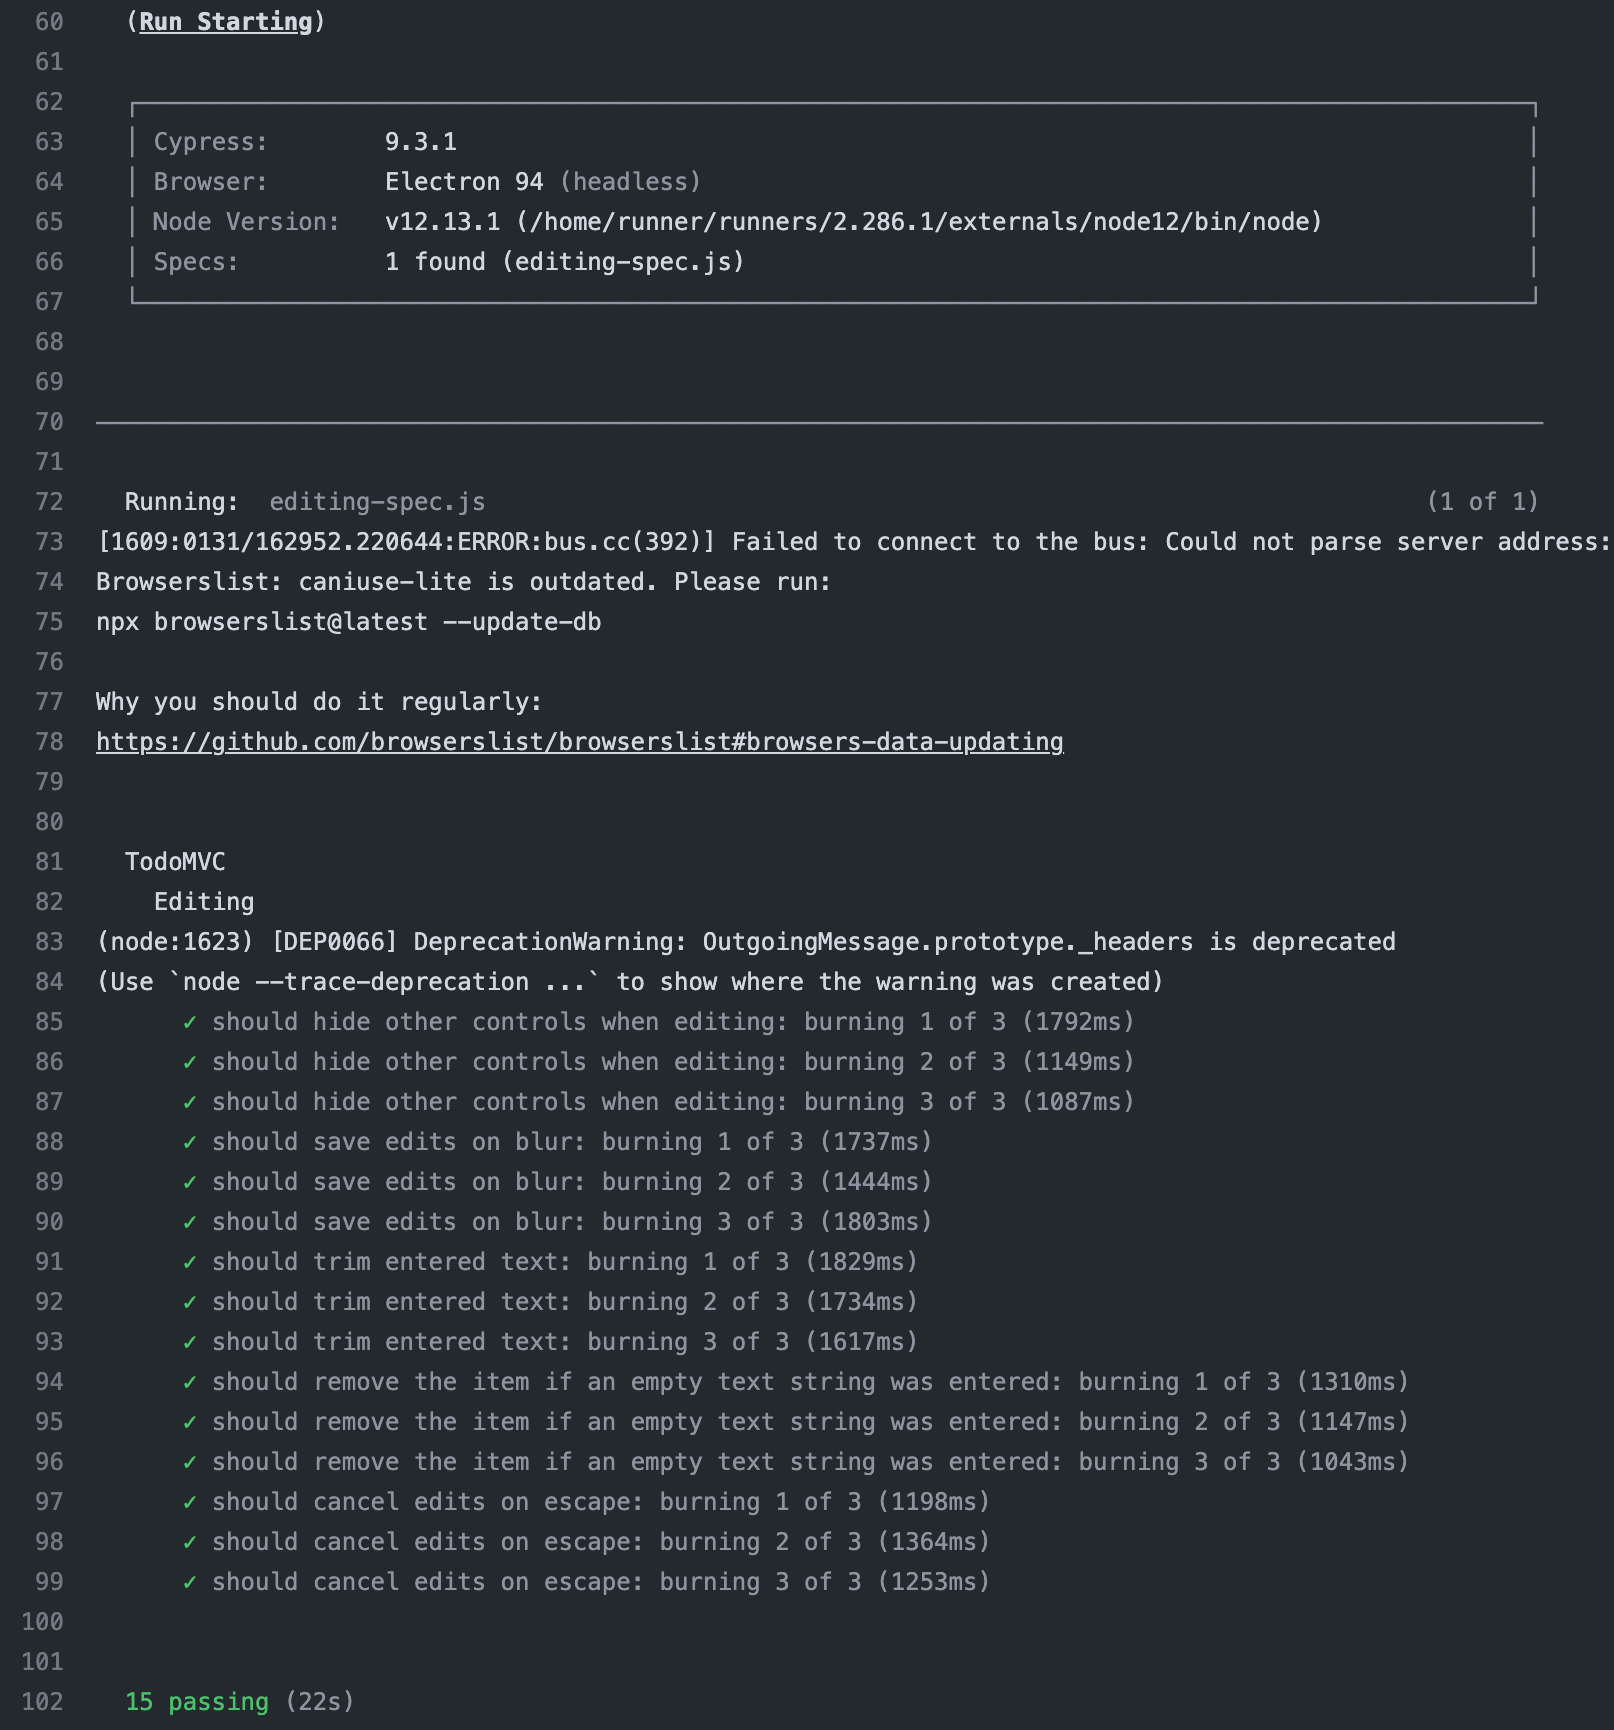 60 (Run Starting)
61
62
63 Cypress: 9.3.1
64 Browser: Electron 94 (headless)
65 Node Version: v12.13.1 (/home/runner/runners/2.286.1/externals/node12/bin/node)
66 Specs: 1 found (editing-spec.js)
67
68
69
70
71
72 Running: editing-spec.js (1 of 1)
73 [1609:0131/162952.220644:ERROR:bus.cc(392)] Failed to connect to the bus: Could not parse server address:
74 Browserslist: caniuse-lite is outdated. Please run:
75 npx browserslist@latest --update-db
76
77 Why you should do it regularly:
78 https://github.com/browserslist/browserslist#browsers-data-updating
79
80
81 TodoMVC
82 Editing
83 (node:1623) [DEP0066] DeprecationWarning: OutgoingMessage.prototype._headers is deprecated
84 (Use `node --trace-deprecation ...` to show where the warning was created)
85 ✓ should hide other controls when editing: burning 1 of 3 (1792ms)
86 ✓ should hide other controls when editing: burning 2 of 3 (1149ms)
87 ✓ should hide other controls when editing: burning 3 of 3 (1087ms)
88 ✓ should save edits on blur: burning 1 of 3 (1737ms)
89 ✓ should save edits on blur: burning 2 of 3 (1444ms)
90 ✓ should save edits on blur: burning 3 of 3 (1803ms)
91 ✓ should trim entered text: burning 1 of 3 (1829ms)
92 ✓ should trim entered text: burning 2 of 3 (1734ms)
93 ✓ should trim entered text: burning 3 of 3 (1617ms)
94 ✓ should remove the item if an empty text string was entered: burning 1 of 3 (1310ms)
95 ✓ should remove the item if an empty text string was entered: burning 2 of 3 (1147ms)
96 ✓ should remove the item if an empty text string was entered: burning 3 of 3 (1043ms)
97 ✓ should cancel edits on escape: burning 1 of 3 (1198ms)
98 ✓ should cancel edits on escape: burning 2 of 3 (1364ms)
99 ✓ should cancel edits on escape: burning 3 of 3 (1253ms)
100
101
102 15 passing (22s)